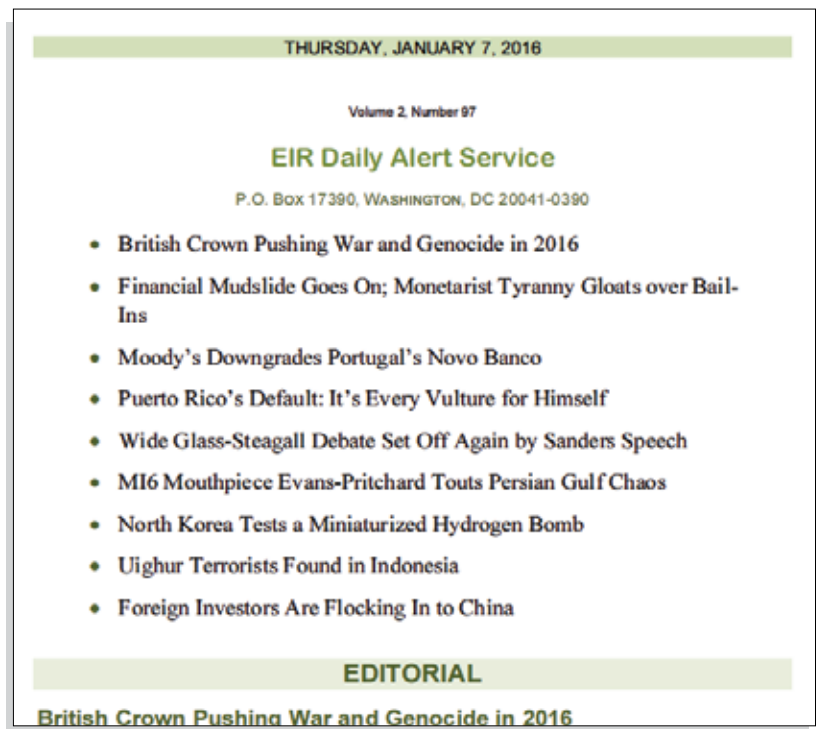 THURSDAY, JANUARY 7, 2016
Volume 2, Number 97
EIR Daily Alert Service
P.O. BOX 17390, WASHINGTON, DC 20041-0390
• British Crown Pushing War and Genocide in 2016
• Financial Mudslide Goes On; Monetarist Tyranny Gloats over Bail-
Ins
• Moody's Downgrades Portugal's Novo Banco
• Puerto Rico's Default: It's Every Vulture for Himself
• Wide Glass-Steagall Debate Set Off Again by Sanders Speech
• MI6 Mouthpiece Evans-Pritchard Touts Persian Gulf Chaos
• North Korea Tests a Miniaturized Hydrogen Bomb
• Uighur Terrorists Found in Indonesia
• Foreign Investors Are Flocking In to China
EDITORIAL
British Crown Pushing War and Genocide in 2016